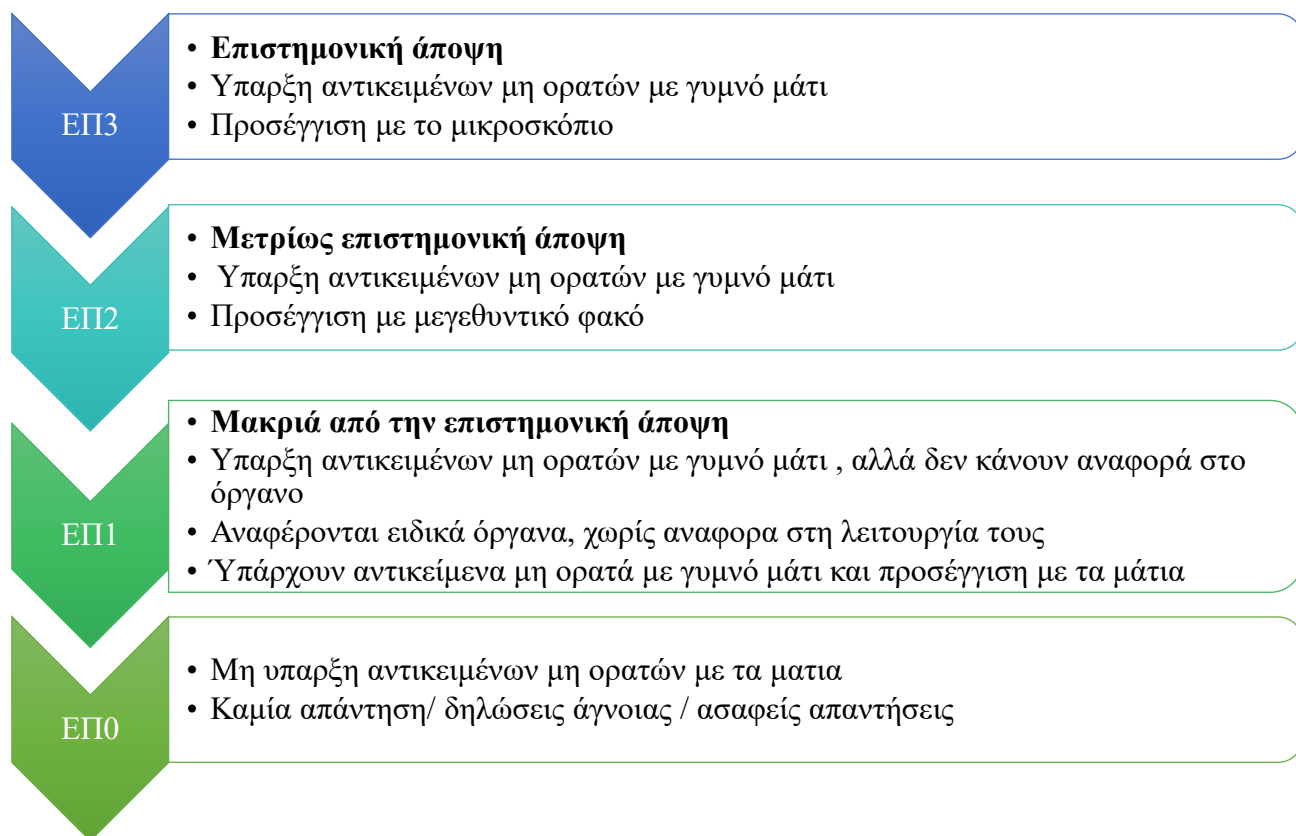 ΕΠ3
• Επιστημονική άποψη
• Υπαρξη αντικειμένων μη ορατών με γυμνό μάτι
• Προσέγγιση με το μικροσκόπιο
ΕΠ2
• Μετρίως επιστημονική άποψη
• Υπαρξη αντικειμένων μη ορατών με γυμνό μάτι
• Προσέγγιση με μεγεθυντικό φακό
ΕΠ1
• Μακριά από την επιστημονική άποψη
• Υπαρξη αντικειμένων μη ορατών με γυμνό μάτι , αλλά δεν κάνουν αναφορά στο
όργανο
• Αναφέρονται ειδικά όργανα, χωρίς αναφορα στη λειτουργία τους
• Ύπάρχουν αντικείμενα μη ορατά με γυμνό μάτι και προσέγγιση με τα μάτια
ΕΠ0
• Μη υπαρξη αντικειμένων μη ορατών με τα ματια
• Καμία απάντηση/ δηλώσεις άγνοιας / ασαφείς απαντήσεις